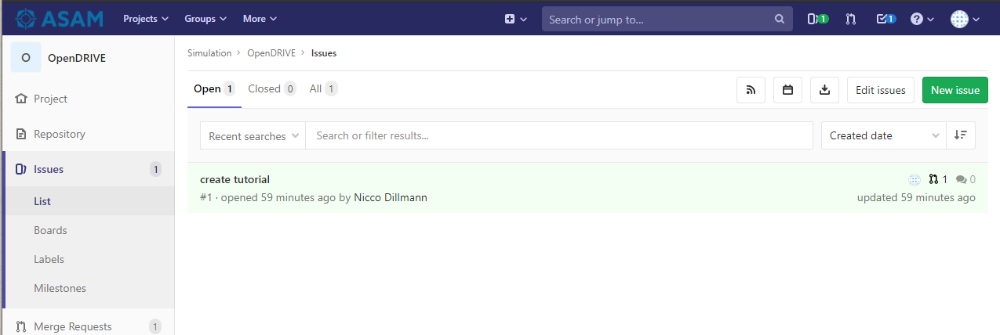 ASAM Projects Groups More Search or jump to... 1 1
O OpenDRIVE
Project
Repository
Issues 1
List
Boards
Labels
Milestones
Merge Requests 1
Simulation > OpenDRIVE > Issues
Open 1 Closed 0 All 1 Edit issues New issue
Recent searches Search or filter results... Created date
create tutorial 1 0
#1 · opened 59 minutes ago by Nicco Dillmann updated 59 minutes ago